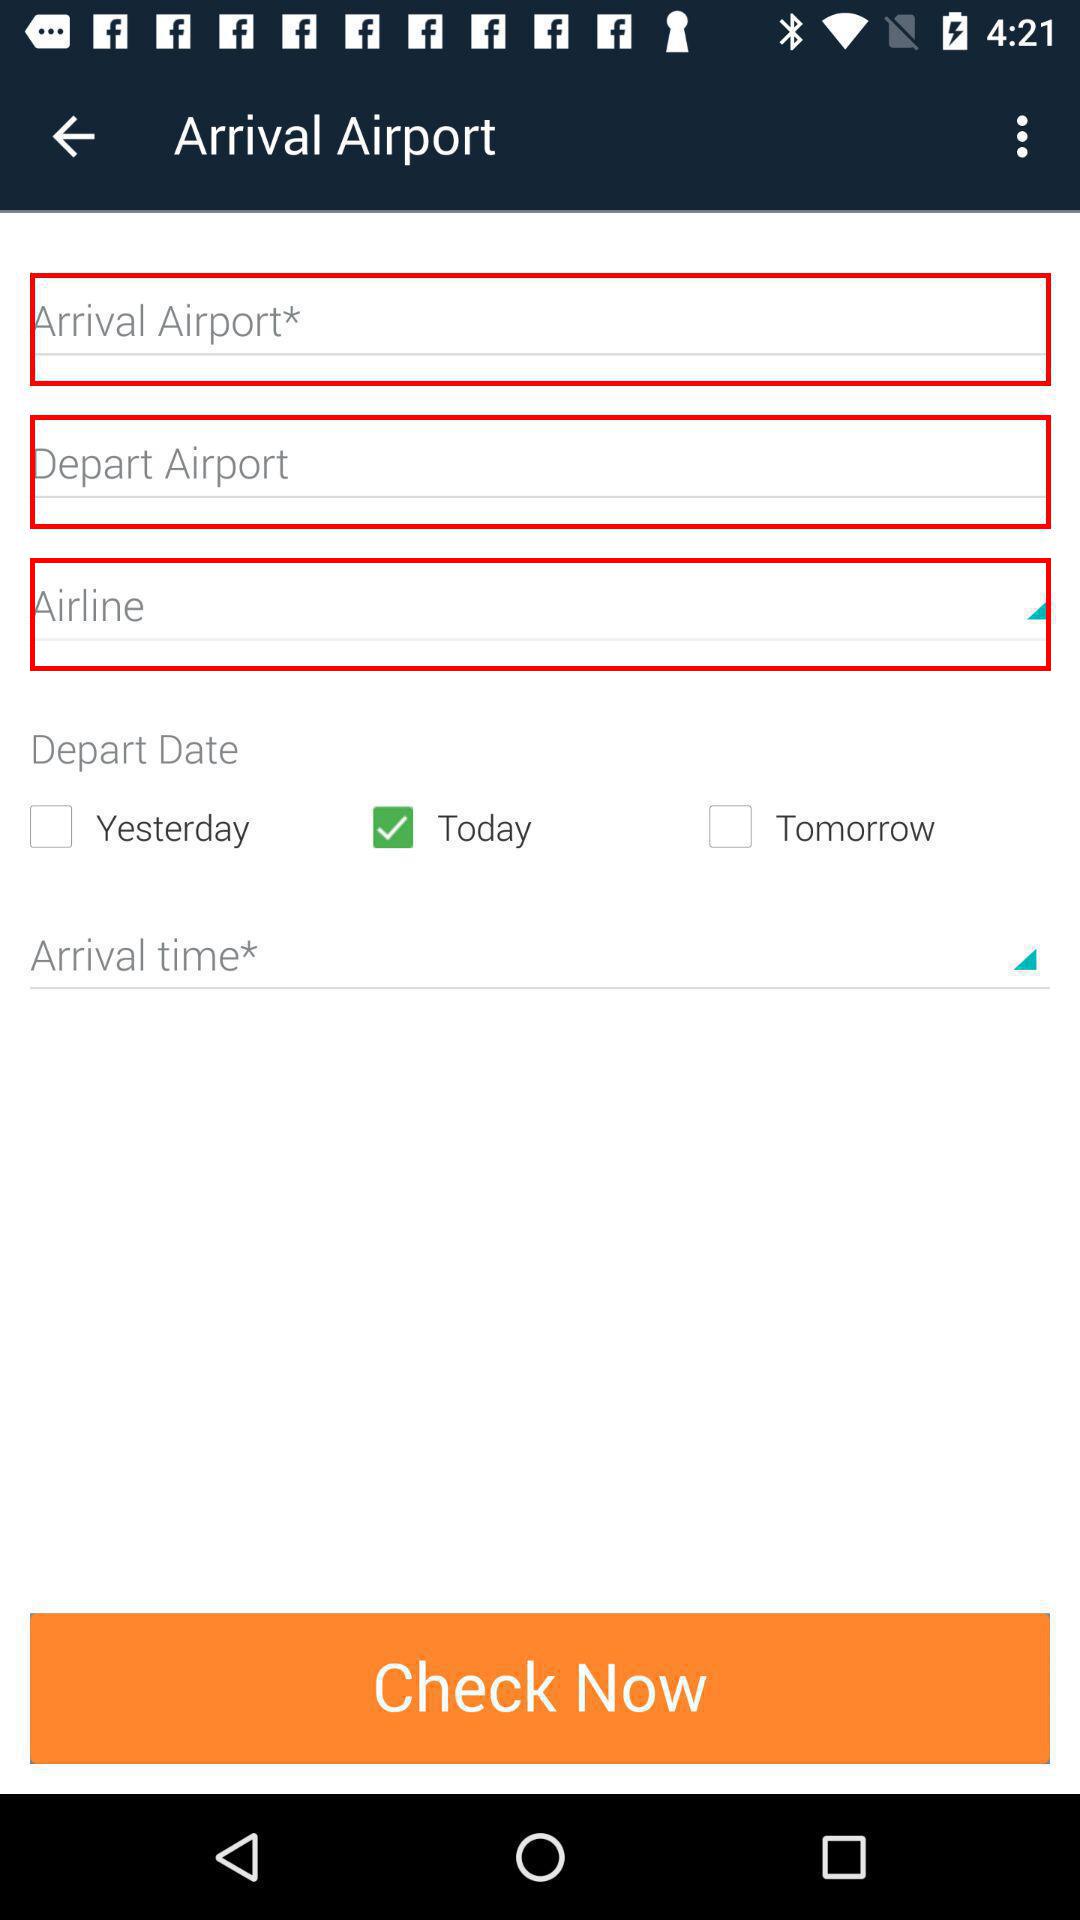 4:21
Arrival Airport
Arrival Airport*
Depart Airport
Airline
Depart Date
Yesterday Today Tomorrow
Arrival time*
Check Now